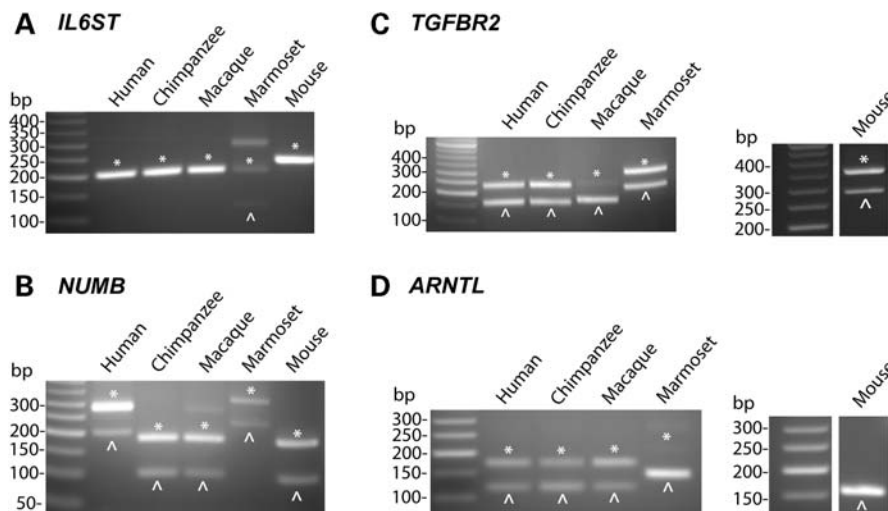 A IL6ST
Human
Chimpanzee
Macaque
Marmoset
Mouse
bp
400-
350-
300-
250-
200-
150-
100-
* * * * *
^
B NUMB
Human
Chimpanzee
Macaque
Marmoset
Mouse
bp
300-
200-
150-
100-
50-
* * * * *
^ ^ ^ ^ ^
C TGFBR2
Human
Chimpanzee
Macaque
Marmoset
bp
400-
300-
200-
100-
* * * *
^ ^ ^
Mouse
bp
400-
300-
250-
200-
*
^
D ARNTL
Human
Chimpanzee
Macaque
Marmoset
bp
300-
250-
200-
150-
100-
* * * *
^ ^ ^ ^
Mouse
bp
300-
250-
200-
150-
^